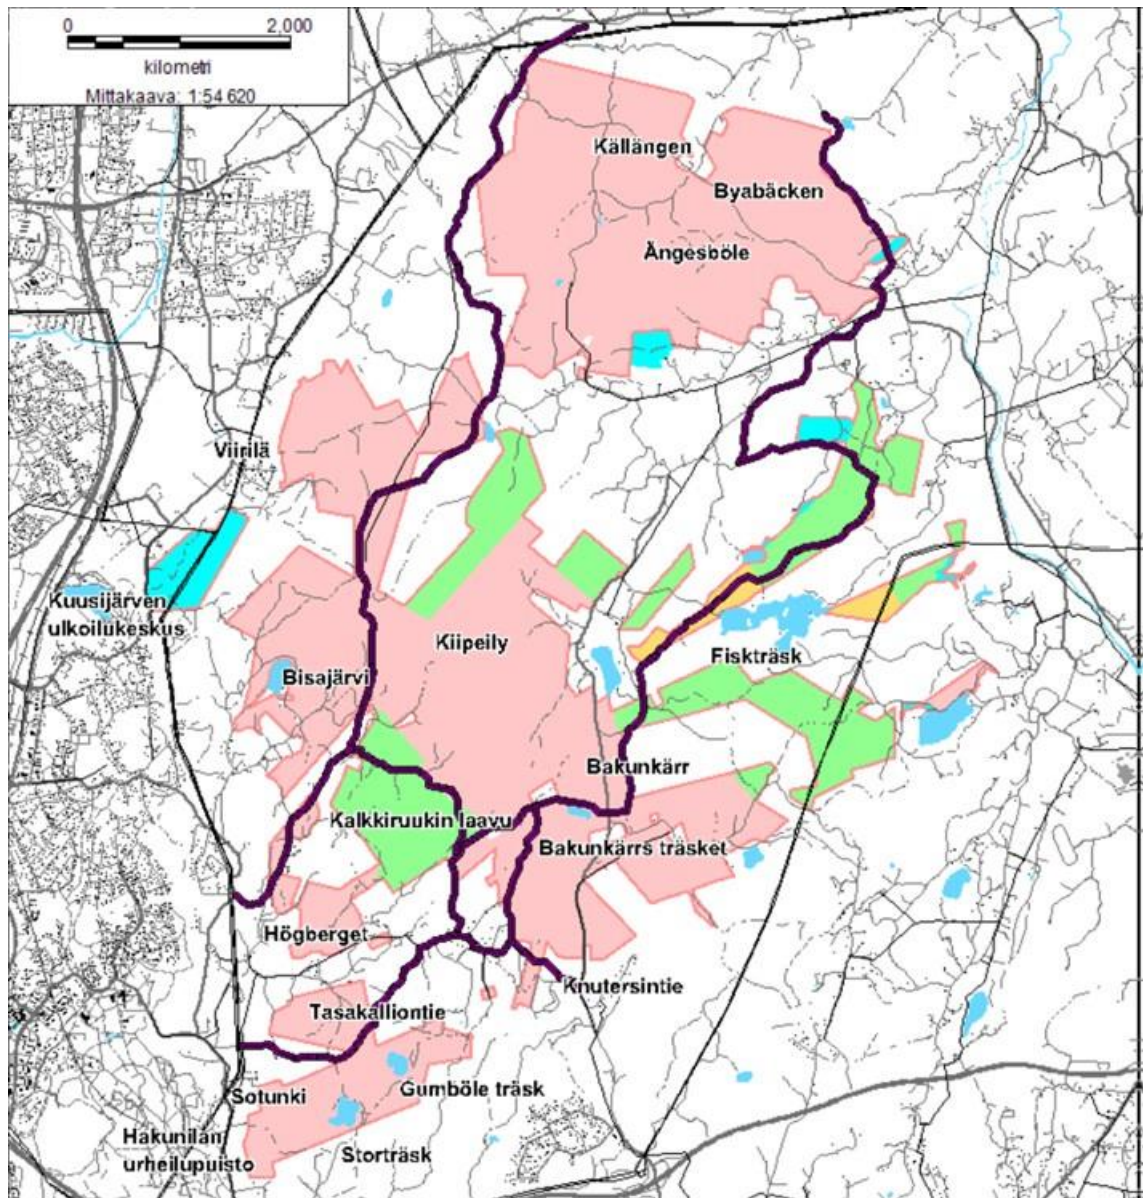 0 2,000
kilometri
Mittakaava: 1:54 620
Källängen
Byabäcken
Ångesböle
Viirilä
Kuusijärven
ulkoilukeskus
Kiipeily
Bisajärvi
Fiskträsk
Bakunkärr
Kalkkiruukin laavu
Bakunkärrs träsket
Högberget
Knutersintie
Tasakalliontie
Sotunki
Gumböle träsk
Hakunilan
urheilupuisto
Storträsk